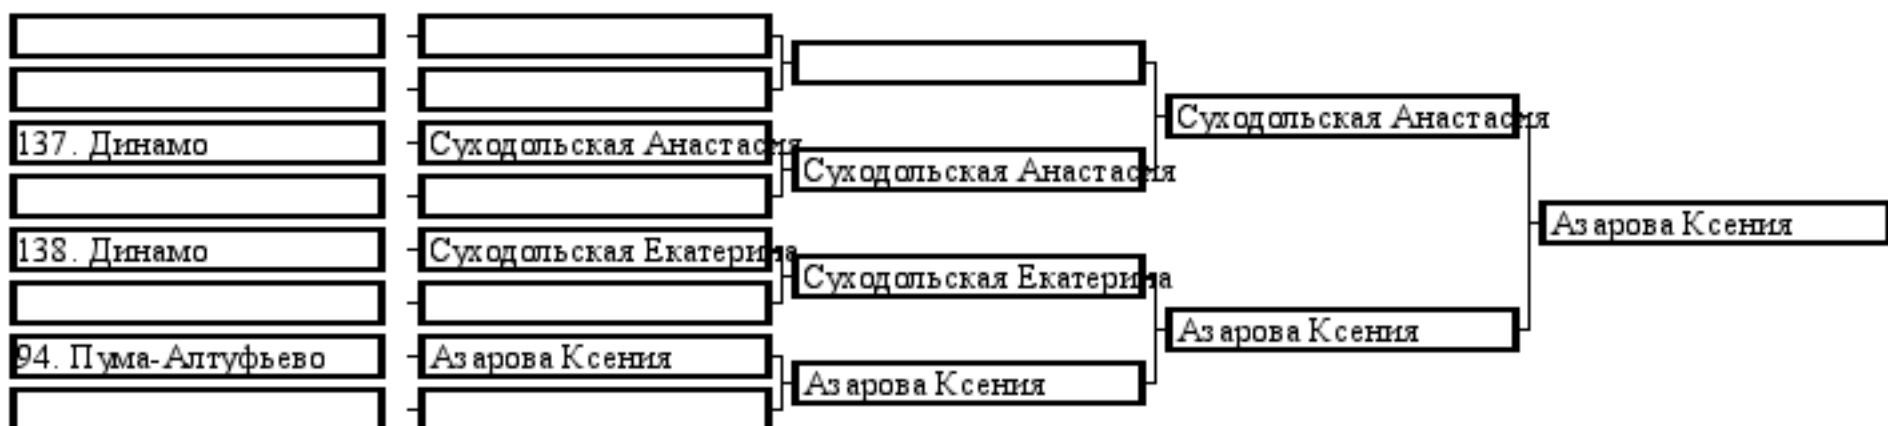 Суходольская Анастасия
137. Динамо Суходольская Анастасия
Суходольская Анастасия
Азарова Ксения
138. Динамо Суходольская Екатерина
Суходольская Екатерина
Азарова Ксения
94. Пума-Алтуфьево Азарова Ксения
Азарова Ксения